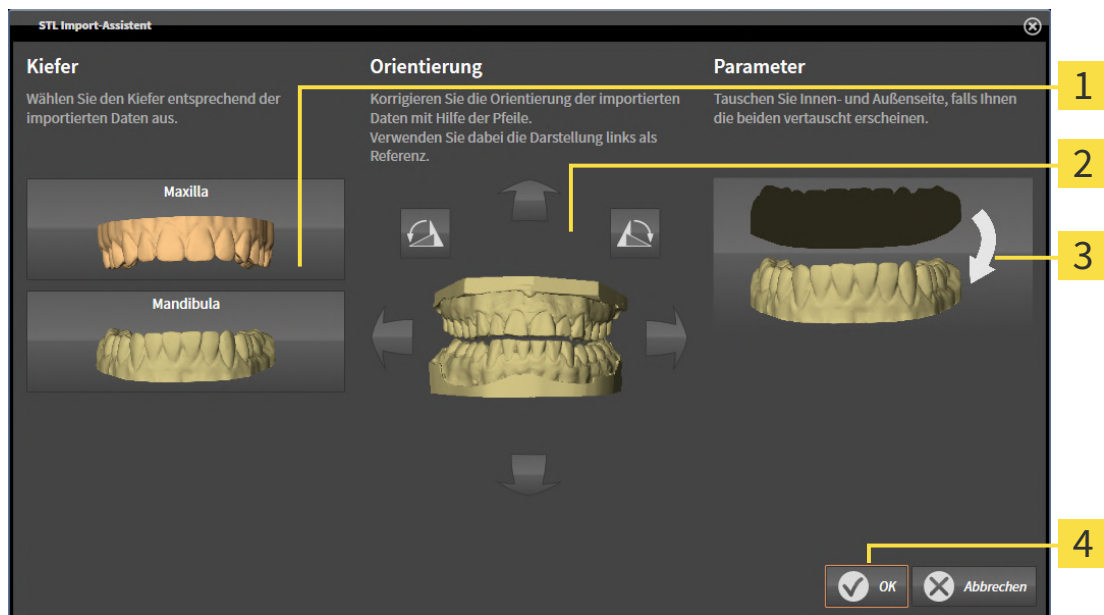 STL Import-Assistent
Kiefer
Wählen Sie den Kiefer entsprechend der
importierten Daten aus.
Maxilla
Mandibula
Orientierung
Korrigieren Sie die Orientierung der importierten
Daten mit Hilfe der Pfeile.
Verwenden Sie dabei die Darstellung links als
Referenz.
Parameter
Tauschen Sie Innen- und Außenseite, falls Ihnen
die beiden vertauscht erscheinen.
OK
Abbrechen
1
2
3
4